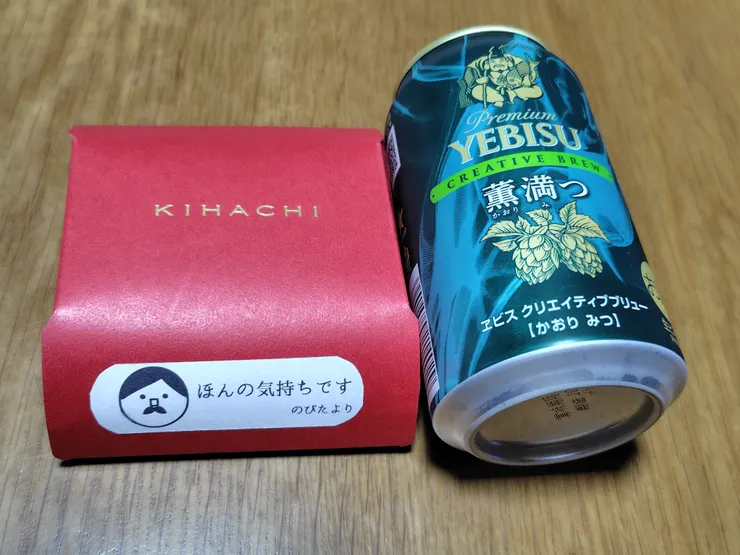 KIHACHI
ほんの気持ちです
のびたより
Premium
YEBISU
CREATIVE BREW
薫満つ
かおり み
ヱビス クリエイティブブリュー
[かおり みつ]